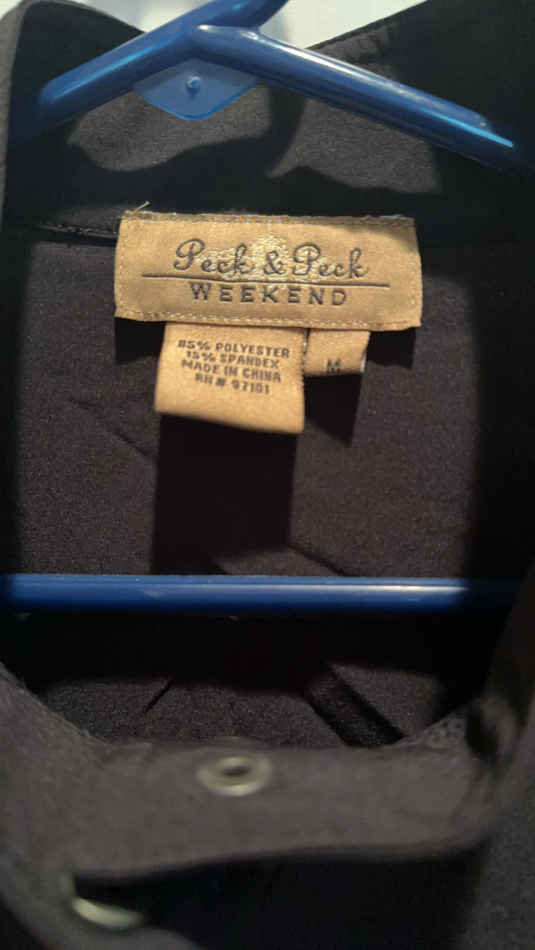 Peck & Peck
WEEKEND
85% POLYESTER
15% SPANDEX
MADE IN CHINA
RN# 97101
M